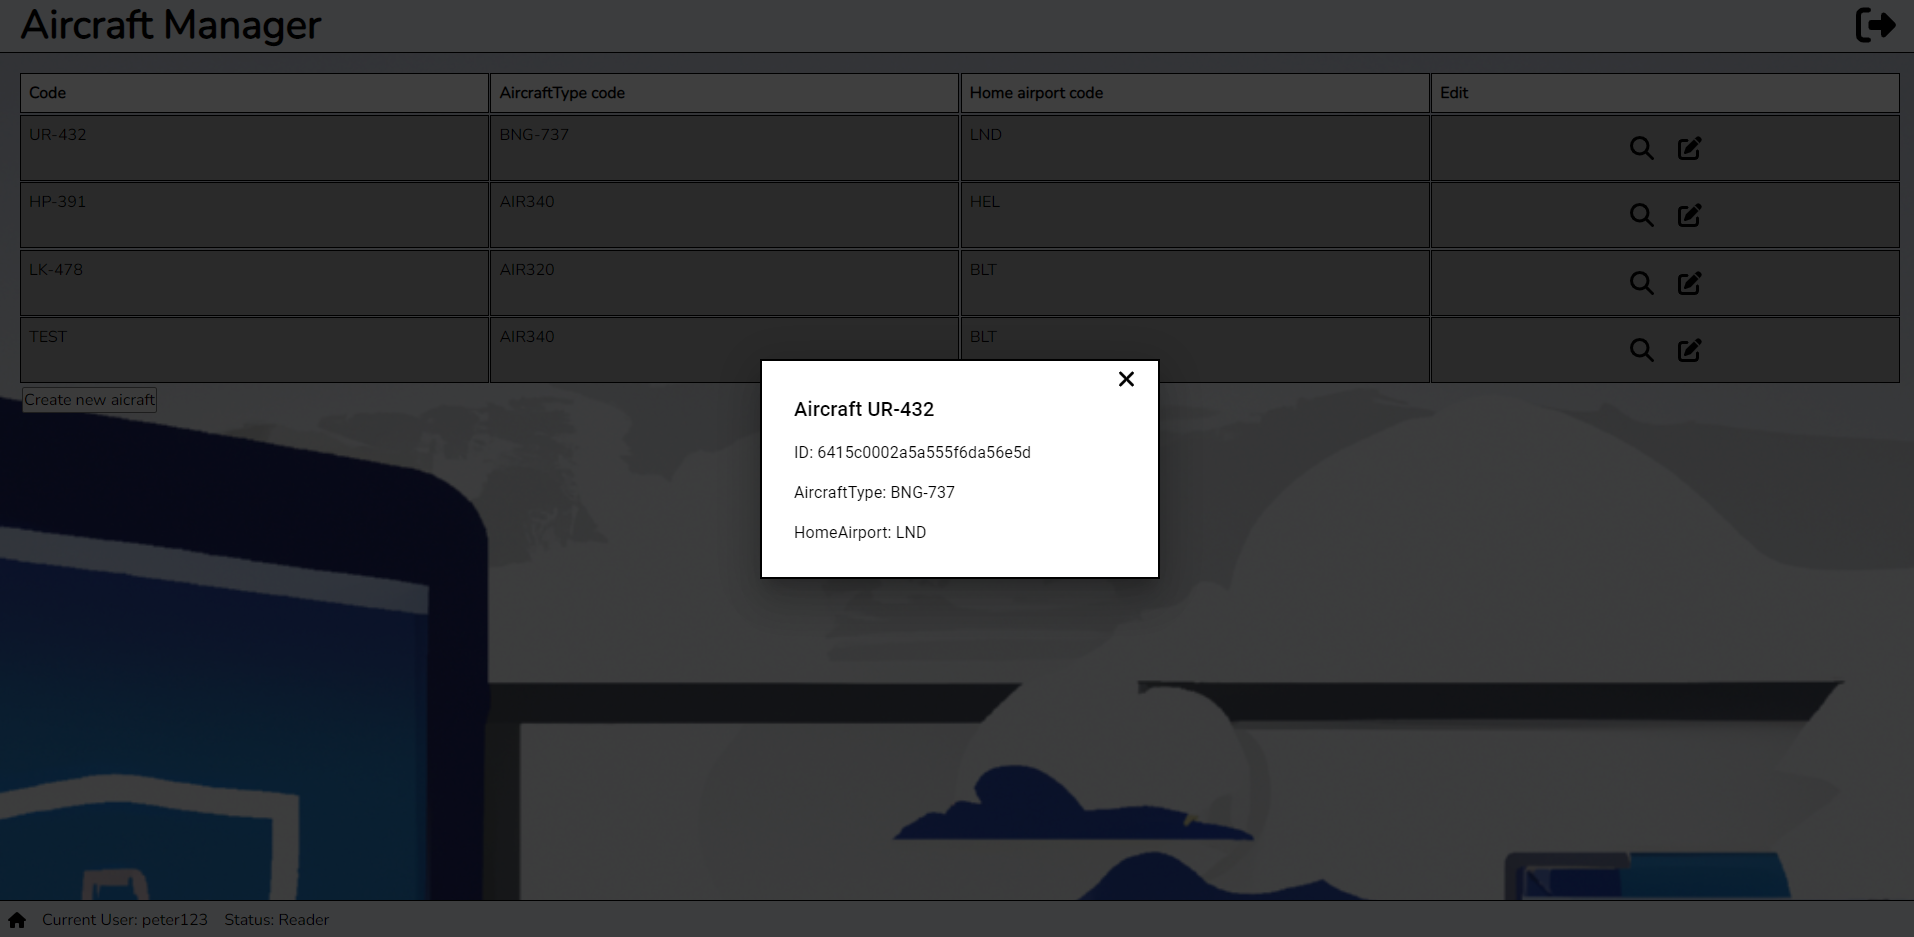 Aircraft Manager
Code AircraftType code Home airport code Edit
UR-432 BNG-737 LND
HP-391 AIR340 HEL
LK-478 AIR320 BLT
TEST AIR340 BLT
Create new aicraft
Aircraft UR-432
ID: 6415c0002a5a555f6da56e5d
AircraftType: BNG-737
HomeAirport: LND
Current User: peter123 Status: Reader